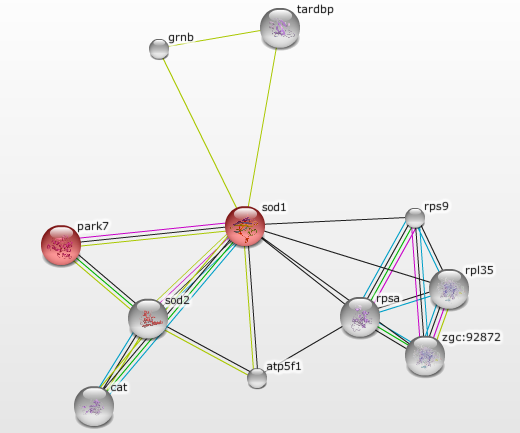 tardbp
grnb
sod1
rps9
park7
rpl35
sod2
rpsa
zgc:92872
atp5f1
cat